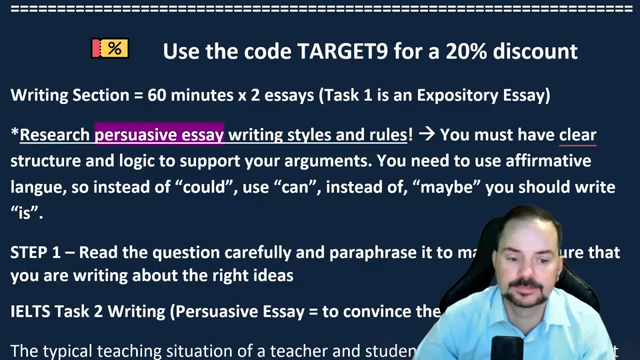 %
Use the code TARGET9 for a 20% discount
Writing Section = 60 minutes x 2 essays (Task 1 is an Expository Essay)
*Research persuasive essay writing styles and rules! → You must have clear
structure and logic to support your arguments. You need to use affirmative
langue, so instead of “could”, use “can”, instead of, “maybe” you should write
“is”.
STEP 1 – Read the question carefully and paraphrase it to ma ure that
you are writing about the right ideas
IELTS Task 2 Writing (Persuasive Essay = to convince the
The typical teaching situation of a teacher and studen